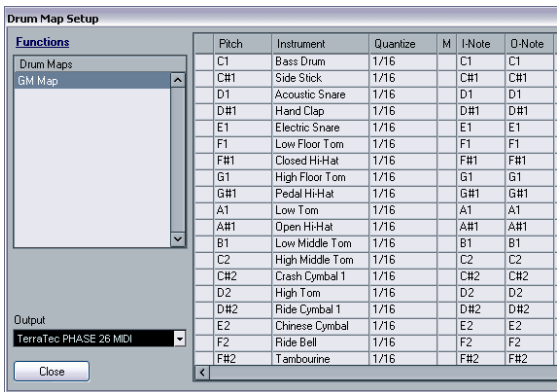 Drum Map Setup
Functions
Drum Maps
GM Map
Output
TerraTec PHASE 26 MIDI
Close
Pitch Instrument Quantize M I-Note O-Note
C1 Bass Drum 1/16 C1 C1
C#1 Side Stick 1/16 C#1 C#1
D1 Acoustic Snare 1/16 D1 D1
D#1 Hand Clap 1/16 D#1 D#1
E1 Electric Snare 1/16 E1 E1
F1 Low Floor Tom 1/16 F1 F1
F#1 Closed Hi-Hat 1/16 F#1 F#1
G1 High Floor Tom 1/16 G1 G1
G#1 Pedal Hi-Hat 1/16 G#1 G#1
A1 Low Tom 1/16 A1 A1
A#1 Open Hi-Hat 1/16 A#1 A#1
B1 Low Middle Tom 1/16 B1 B1
C2 High Middle Tom 1/16 C2 C2
C#2 Crash Cymbal 1 1/16 C#2 C#2
D2 High Tom 1/16 D2 D2
D#2 Ride Cymbal 1 1/16 D#2 D#2
E2 Chinese Cymbal 1/16 E2 E2
F2 Ride Bell 1/16 F2 F2
F#2 Tambourine 1/16 F#2 F#2